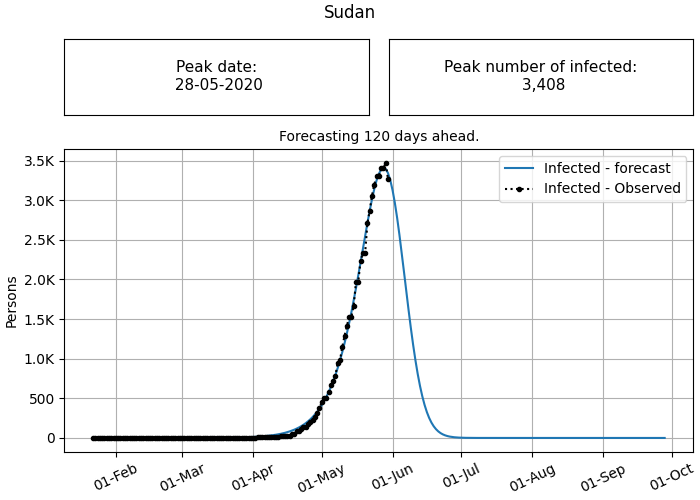 Sudan
Peak date:
28-05-2020
Peak number of infected:
3,408
Forecasting 120 days ahead.
Infected - forecast
Infected - Observed
Persons
3.5K
3.0K
2.5K
2.0K
1.5K
1.0K
500
0
01-Feb
01-Mar
01-Apr
01-May
01-Jun
01-Jul
01-Aug
01-Sep
01-Oct